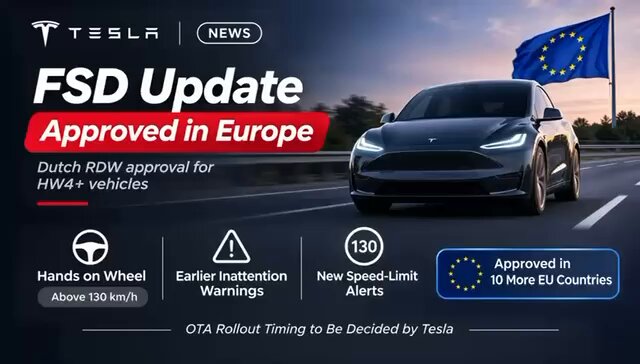 TESLA
NEWS
FSD Update
Approved in Europe
Dutch RDW approval for
HW4+ vehicles
Hands on Wheel
Above 130 km/h
Earlier Inattention
Warnings
130
New Speed-Limit
Alerts
Approved in
10 More EU Countries
OTA Rollout Timing to Be Decided by Tesla